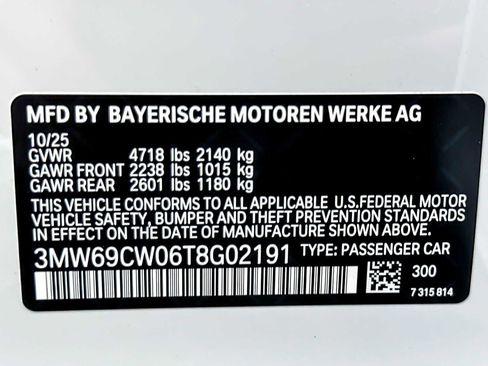 MFD BY BAYERISCHE MOTOREN WERKE AG
10/25
GVWR 4718 lbs 2140 kg
GAWR FRONT 2238 lbs 1015 kg
GAWR REAR 2601 lbs 1180 kg
THIS VEHICLE CONFORMS TO ALL APPLICABLE U.S.FEDERAL MOTOR
VEHICLE SAFETY, BUMPER AND THEFT PREVENTION STANDARDS
IN EFFECT ON THE DATE OF MANUFACTURE SHOWN ABOVE.
3MW69CW06T8G02191 TYPE: PASSENGER CAR
300
7 315 814